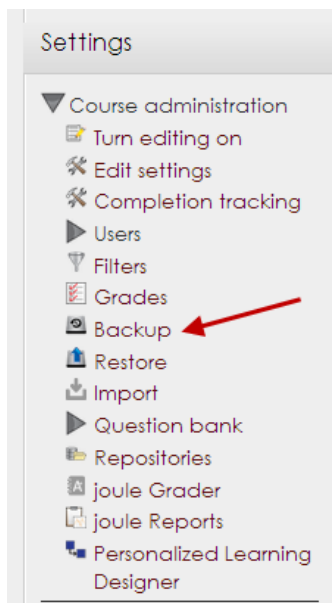 Settings
Course administration
Turn editing on
Edit settings
Completion tracking
Users
Filters
Grades
Backup
Restore
Import
Question bank
Repositories
joule Grader
joule Reports
Personalized Learning
Designer